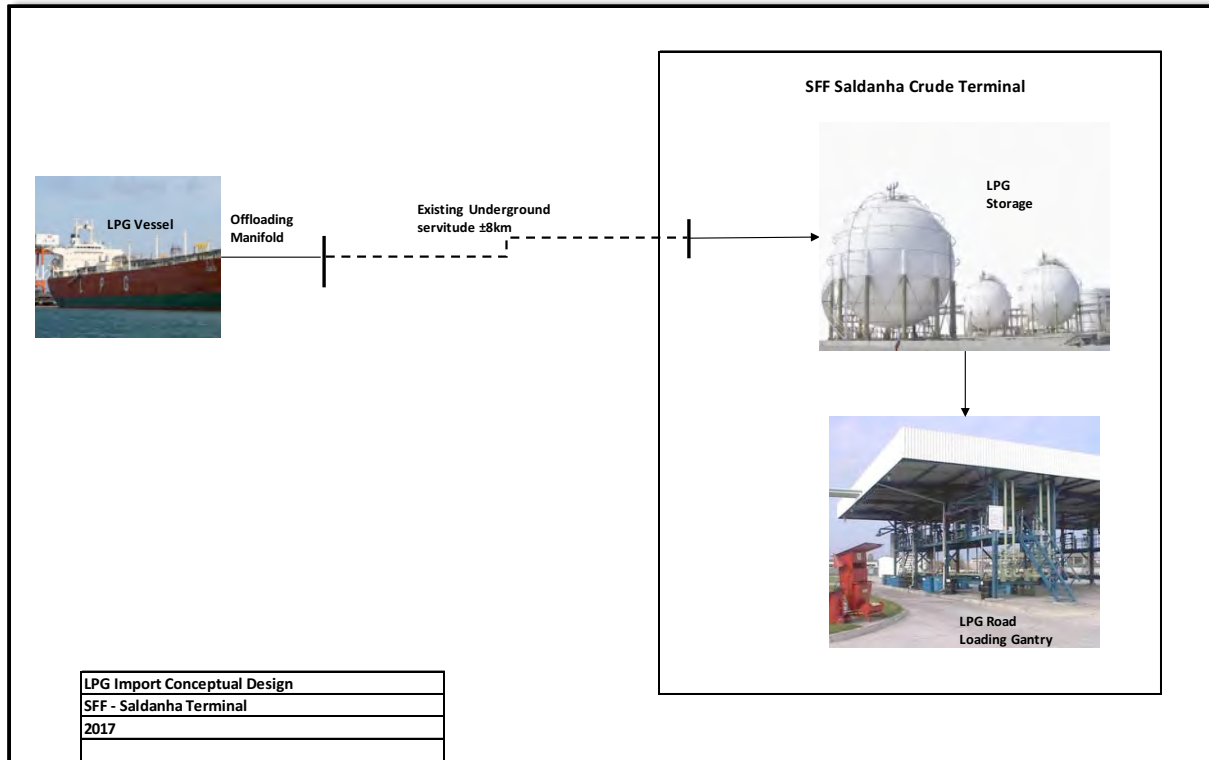 SFF Saldanha Crude Terminal
LPG Vessel
L P G
Offloading
Manifold
Existing Underground
servitude ±8km
LPG
Storage
LPG Road
Loading Gantry
LPG Import Conceptual Design
SFF - Saldanha Terminal
2017